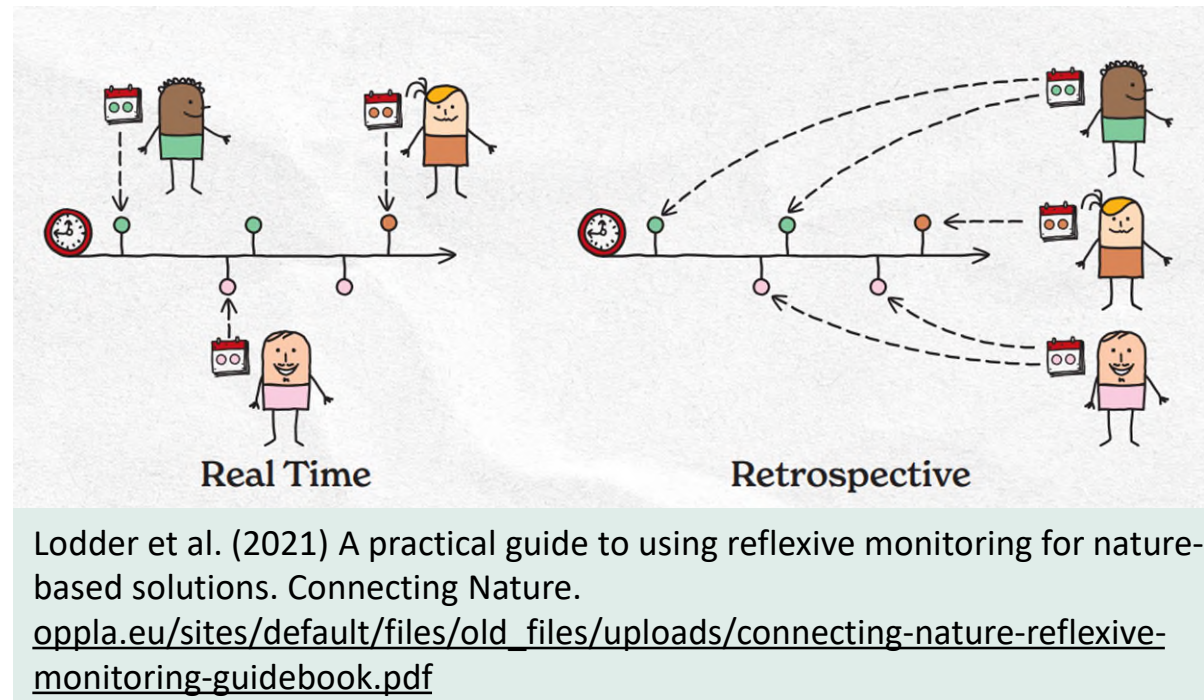 Real Time
Retrospective
Lodder et al. (2021) A practical guide to using reflexive monitoring for nature-
based solutions. Connecting Nature.
oppla.eu/sites/default/files/old_files/uploads/connecting-nature-reflexive-
monitoring-guidebook.pdf